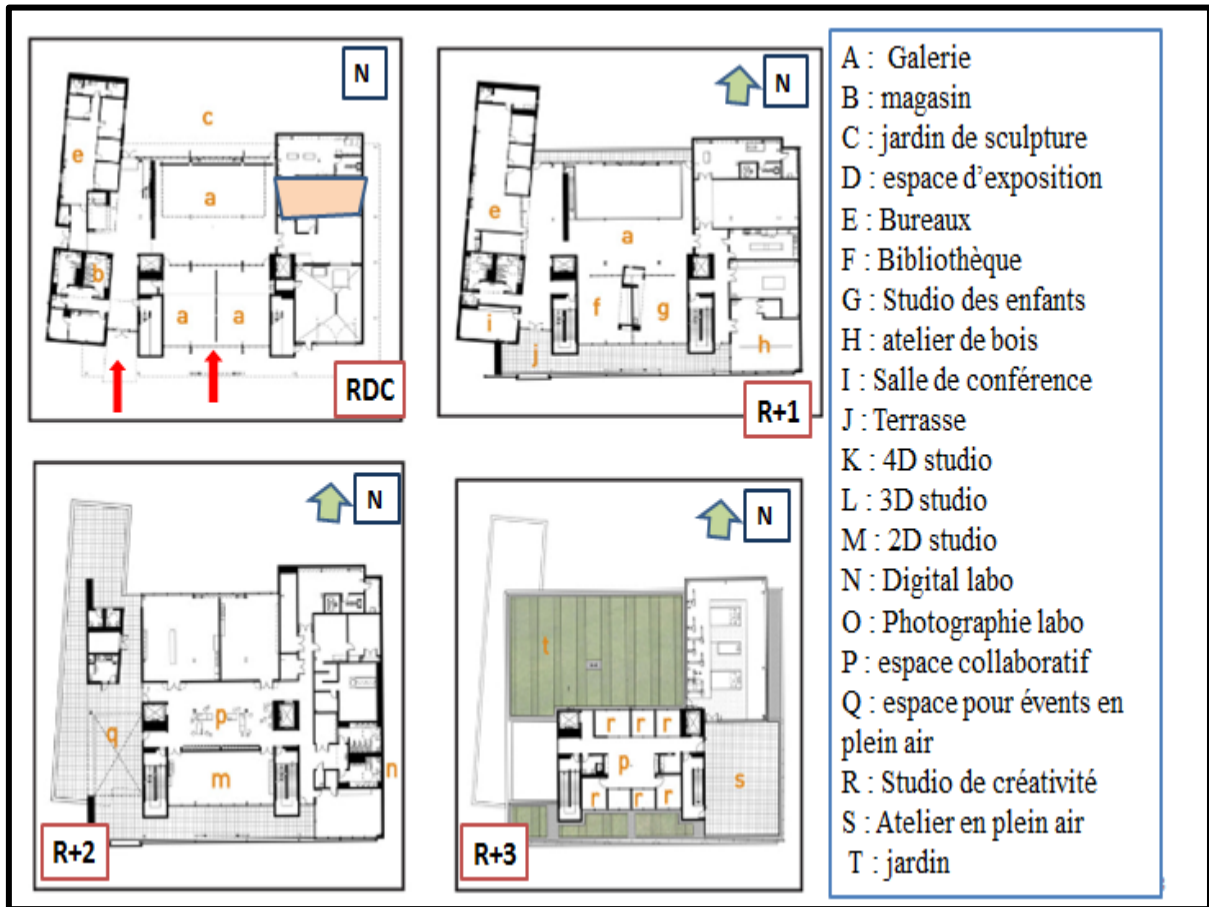 N
c
e
a
b
a
a
RDC
N
e
a
f
g
i
j
h
R+1
N
p
q
m
n
R+2
N
t
r
r
r
p
s
r
r
r
R+3
A : Galerie
B : magasin
C : jardin de sculpture
D : espace d’exposition
E : Bureaux
F : Bibliothèque
G : Studio des enfants
H : atelier de bois
I : Salle de conférence
J : Terrasse
K : 4D studio
L : 3D studio
M : 2D studio
N : Digital labo
O : Photographie labo
P : espace collaboratif
Q : espace pour évents en
plein air
R : Studio de créativité
S : Atelier en plein air
T : jardin